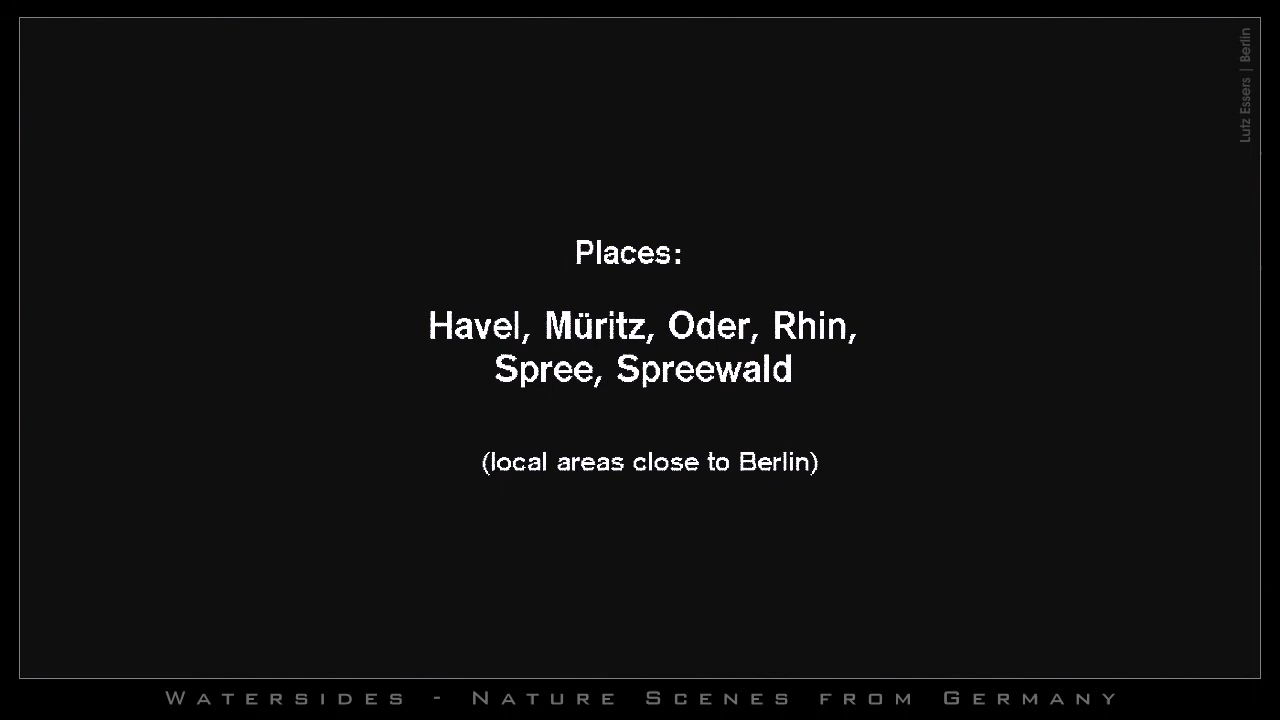 Lutz Essers | Berlin
Places:
Havel, Müritz, Oder, Rhin,
Spree, Spreewald
(local areas close to Berlin)
WATERSIDES - NATURE SCENES FROM GERMANY